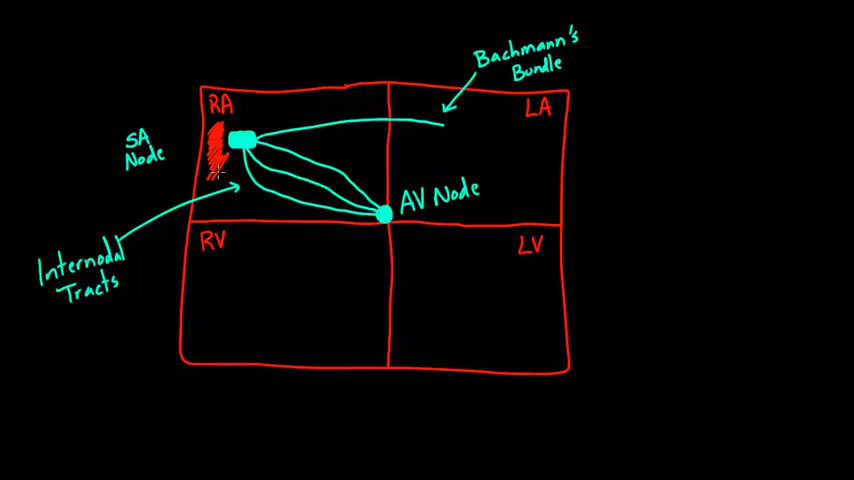 Bachmann's
Bundle
RA
LA
SA
Node
AV Node
RV
LV
Internodal
Tracts